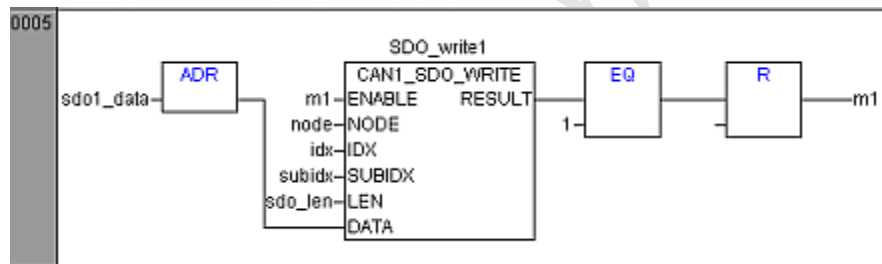 0005
SDO_write1
ADR CAN1_SDO_WRITE EQ R
sdo1_data m1 ENABLE RESULT m1
node NODE 1
idx IDX
subidx SUBIDX
sdo_len LEN
DATA